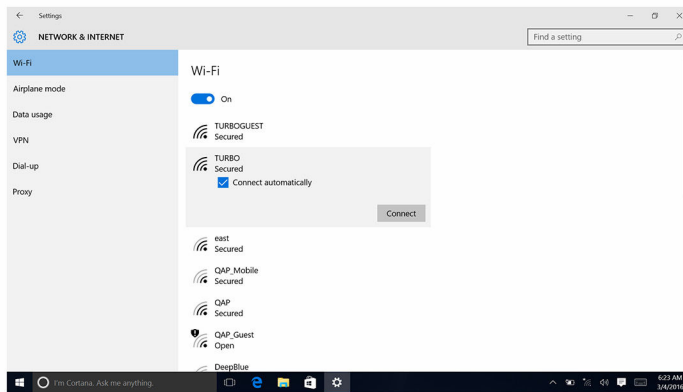 Settings
NETWORK & INTERNET
Find a setting
Wi-Fi
Airplane mode
Data usage
VPN
Dial-up
Proxy
Wi-Fi
On
TURBOGUEST
Secured
TURBO
Secured
Connect automatically
Connect
east
Secured
QAP_Mobile
Secured
QAP
Secured
QAP_Guest
Open
DeepBlue
I'm Cortana. Ask me anything.
6:23 AM
3/4/2016